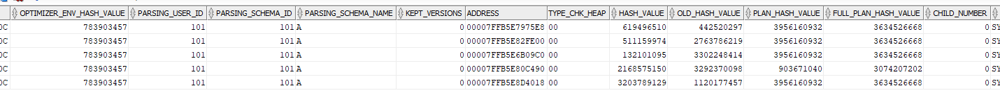 OPTIMIZER_ENV_HASH_VALUE PARSING_USER_ID PARSING_SCHEMA_ID PARSING_SCHEMA_NAME KEPT_VERSIONS ADDRESS TYPE_CHK_HEAP HASH_VALUE OLD_HASH_VALUE PLAN_HASH_VALUE FULL_PLAN_HASH_VALUE CHILD_NUMBER
0C 783903457 101 101 A 0 00007FFB5E7975E8 00 619496510 442520297 3956160932 3634526668 0 SY
0C 783903457 101 101 A 0 00007FFB5E82FE00 00 511159974 2763786219 3956160932 3634526668 0 SY
0C 783903457 101 101 A 0 00007FFB5E6B09C0 00 132101095 3302248414 3956160932 3634526668 0 SY
0C 783903457 101 101 A 0 00007FFB5E80C490 00 2168575150 3292370098 903671040 3074207202 0 SY
0C 783903457 101 101 A 0 00007FFB5E8D4018 00 3203789129 1120177457 3956160932 3634526668 0 SY